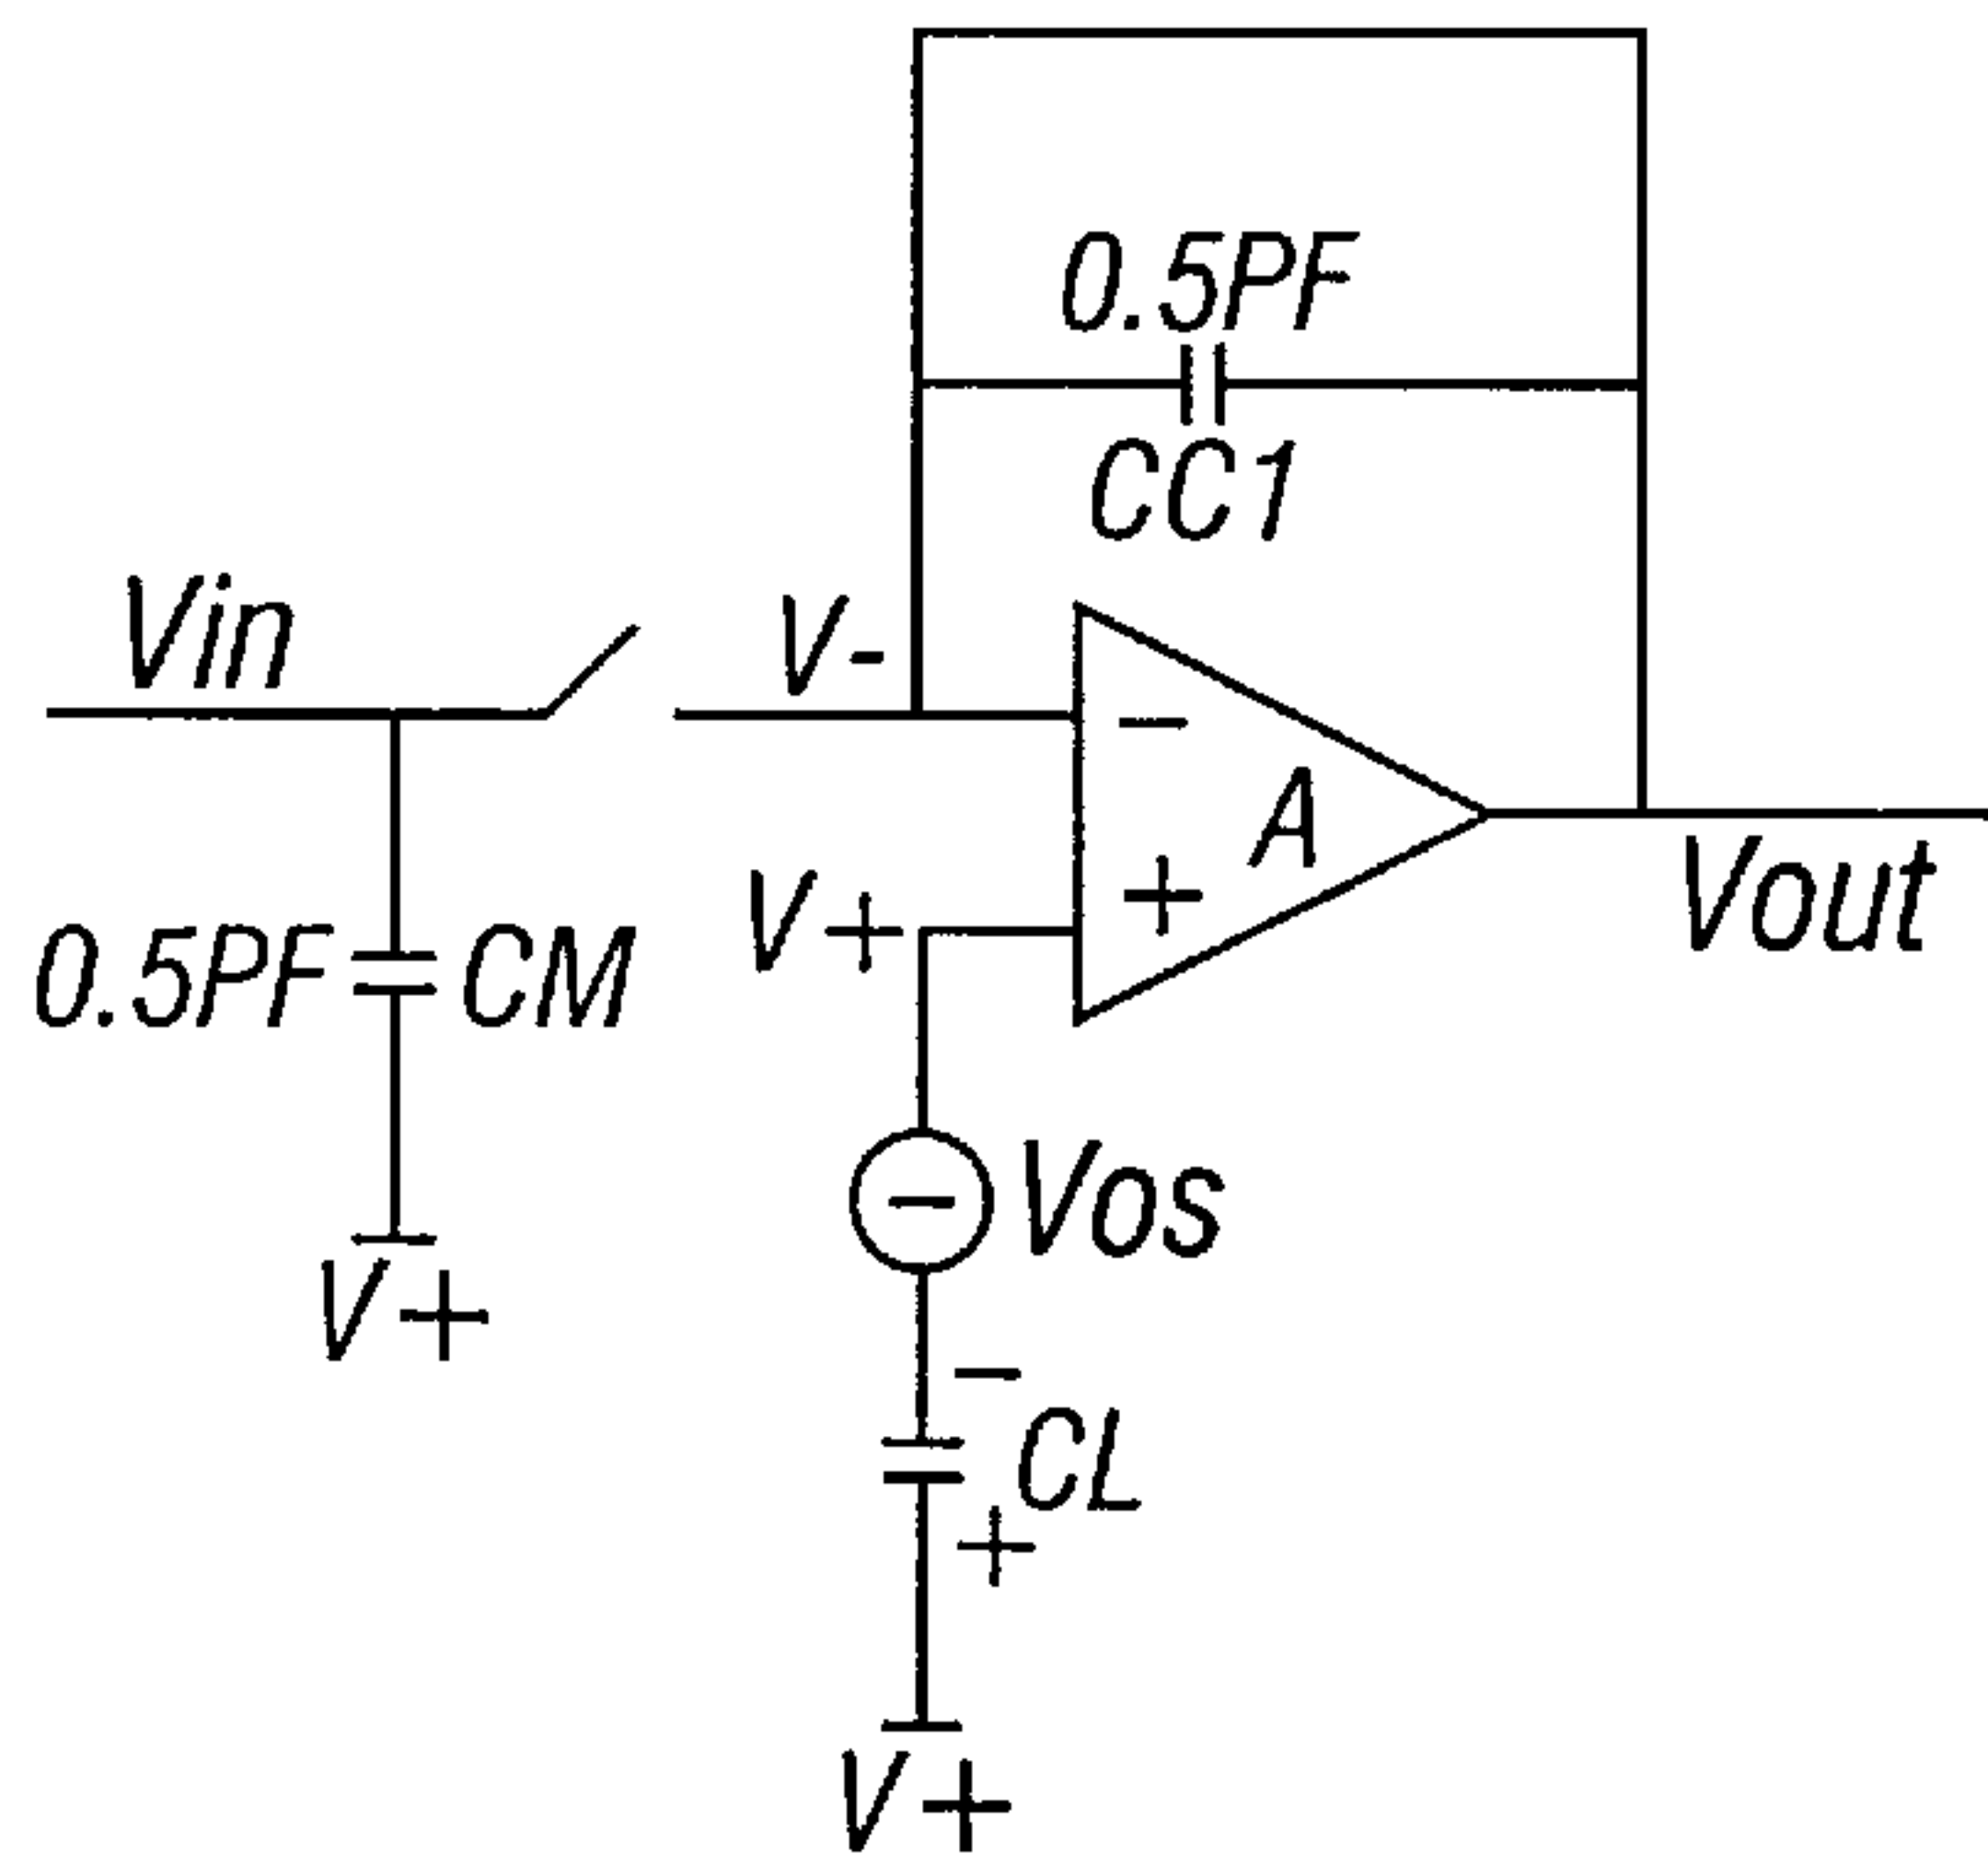 0.5PF
CC1
Vin
V-
-
A
V+
+
Vout
0.5PF
CM
-
Vos
V+
-
CL
+
V+